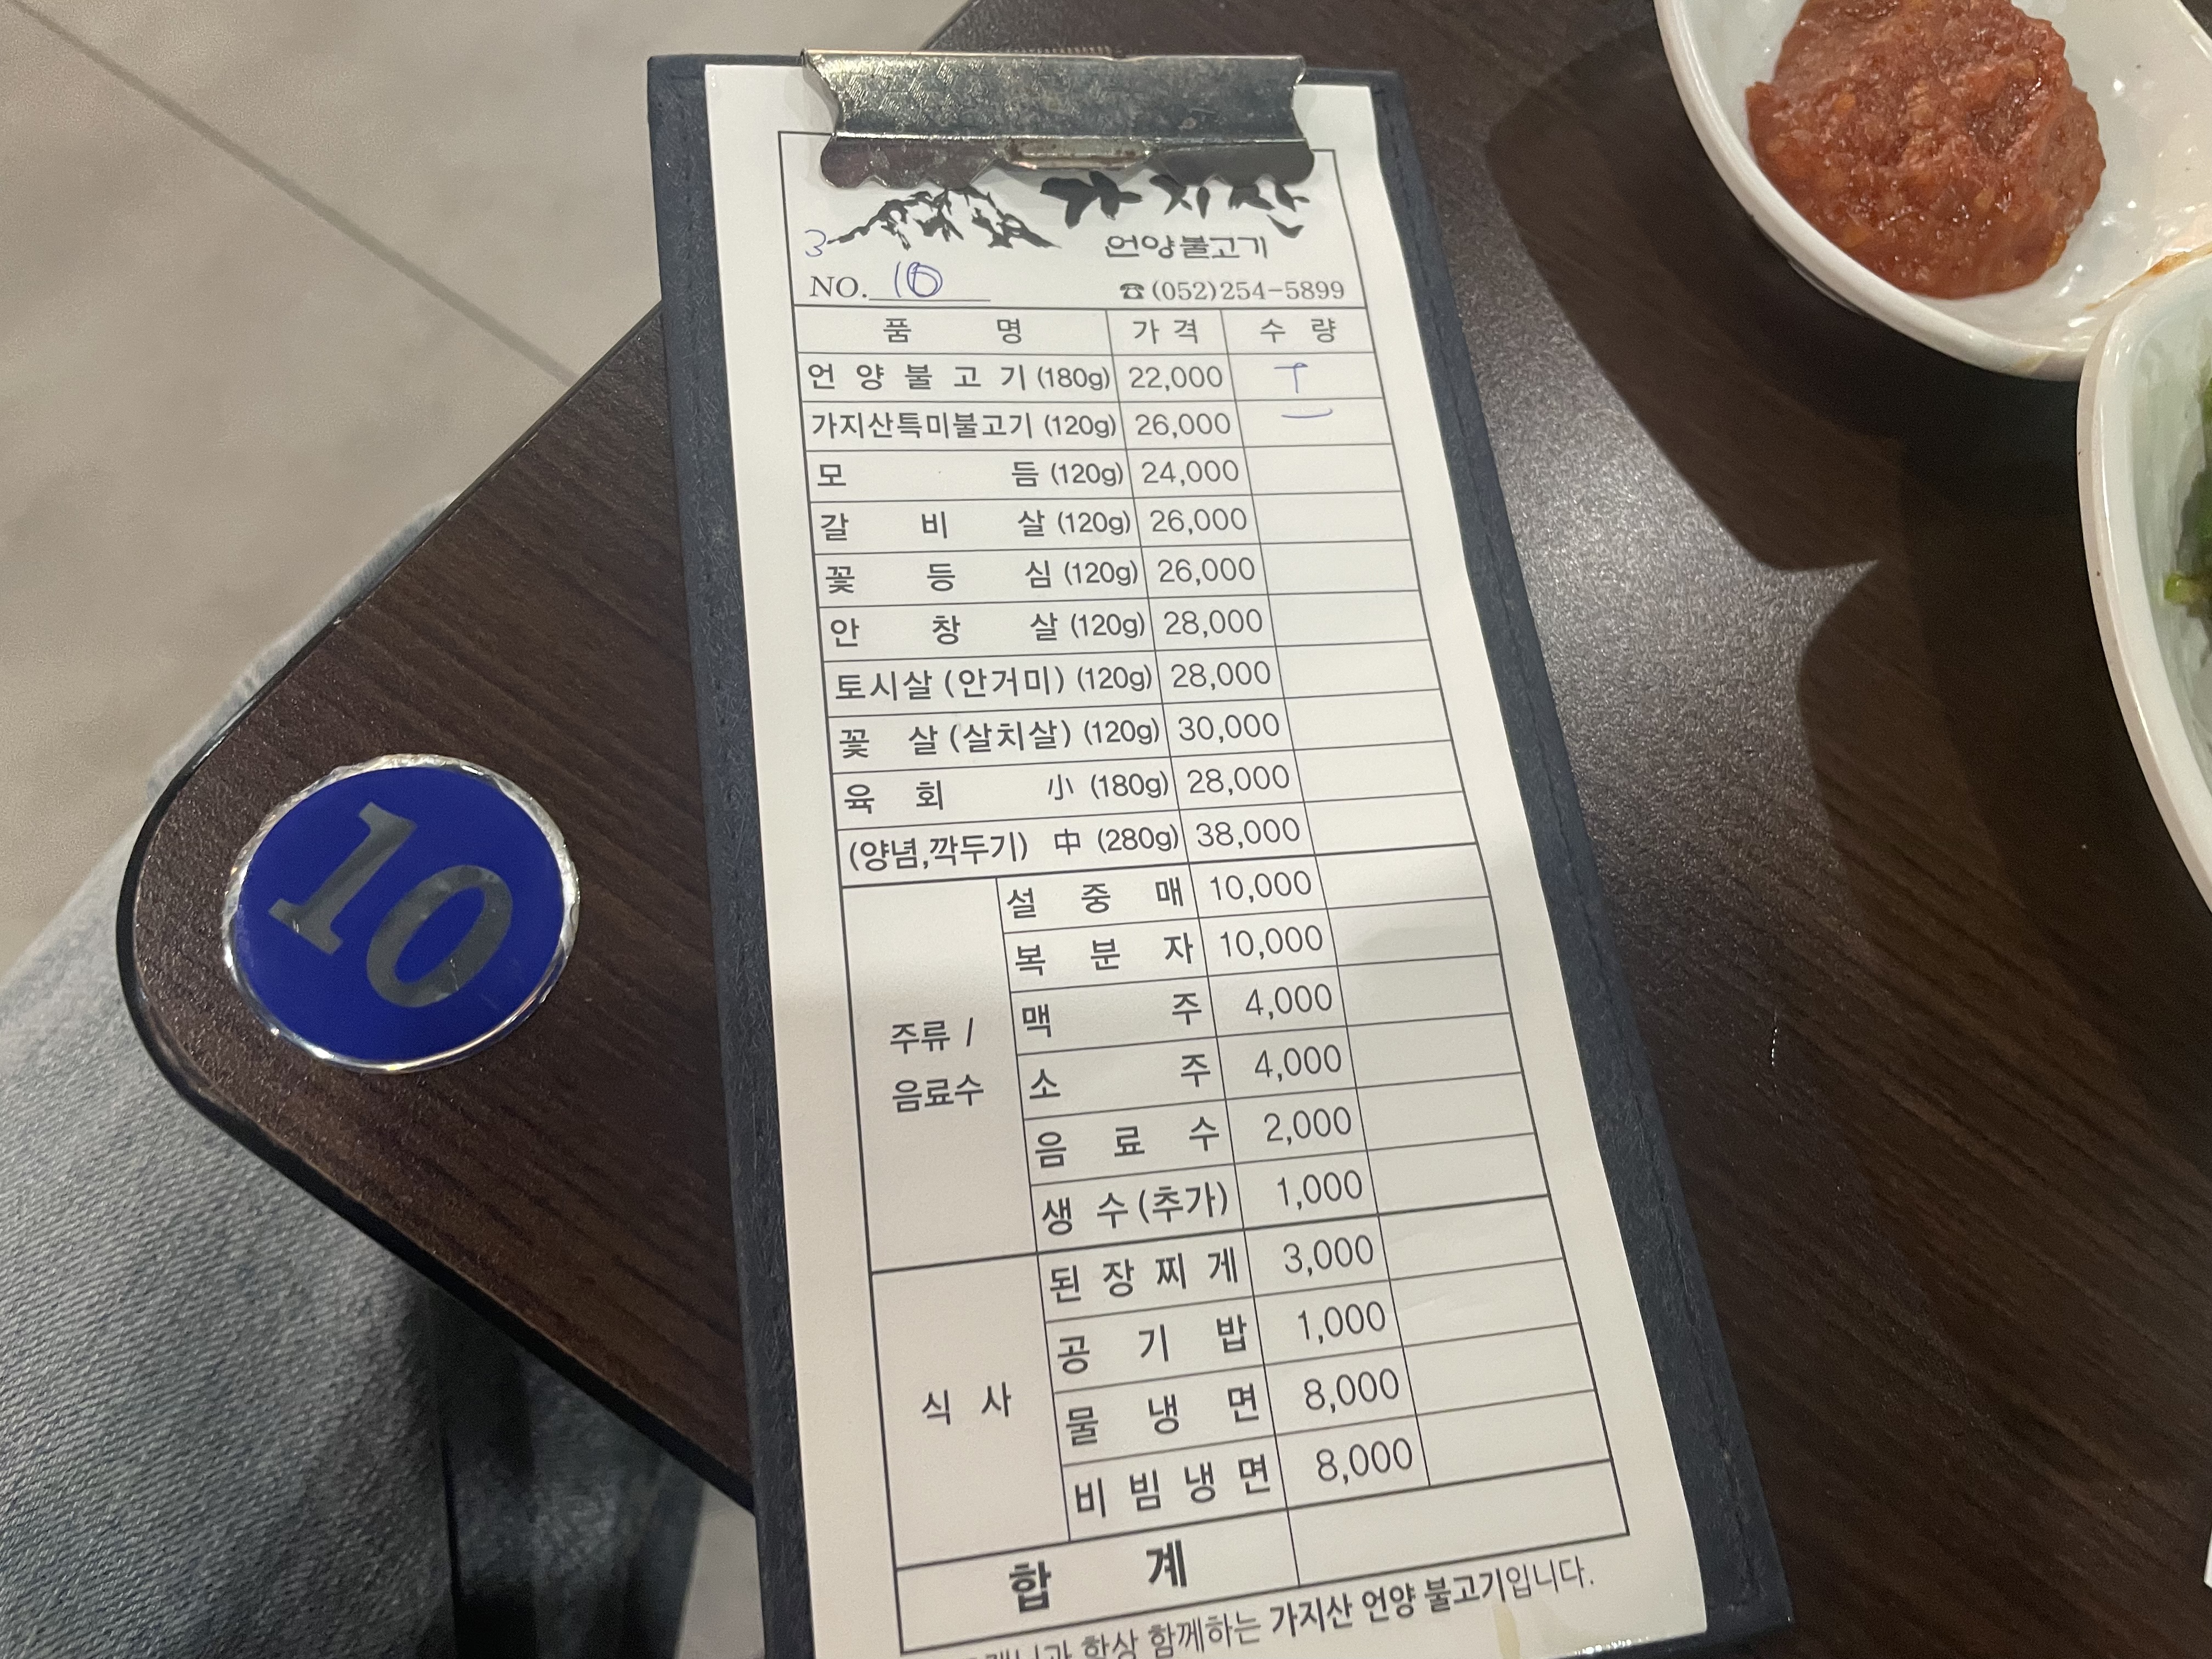 가지산
언양불고기
3
NO. 10 ☎(052)254-5899
품 명 가 격 수 량
언 양 불 고 기 (180g) 22,000 T
가지산특미불고기 (120g) 26,000 一
모 듬 (120g) 24,000
갈 비 살 (120g) 26,000
꽃 등 심 (120g) 26,000
안 창 살 (120g) 28,000
토시살 (안거미) (120g) 28,000
꽃 살 (살치살) (120g) 30,000
육 회 小 (180g) 28,000
(양념,깍두기) 中 (280g) 38,000
주류 / 음료수
설 중 매 10,000
복 분 자 10,000
맥 주 4,000
소 주 4,000
음 료 수 2,000
생 수 (추가) 1,000
식 사
된 장 찌 게 3,000
공 기 밥 1,000
물 냉 면 8,000
비 빔 냉 면 8,000
합 계
항상 함께하는 가지산 언양 불고기입니다.
10